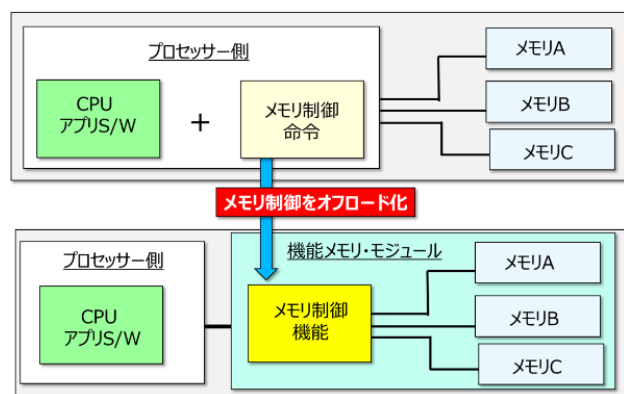 プロセッサー側
CPU
アプリS/W
+
メモリ制御
命令
メモリA
メモリB
メモリC
メモリ制御をオフロード化
プロセッサー側
CPU
アプリS/W
機能メモリ・モジュール
メモリ制御
機能
メモリA
メモリB
メモリC